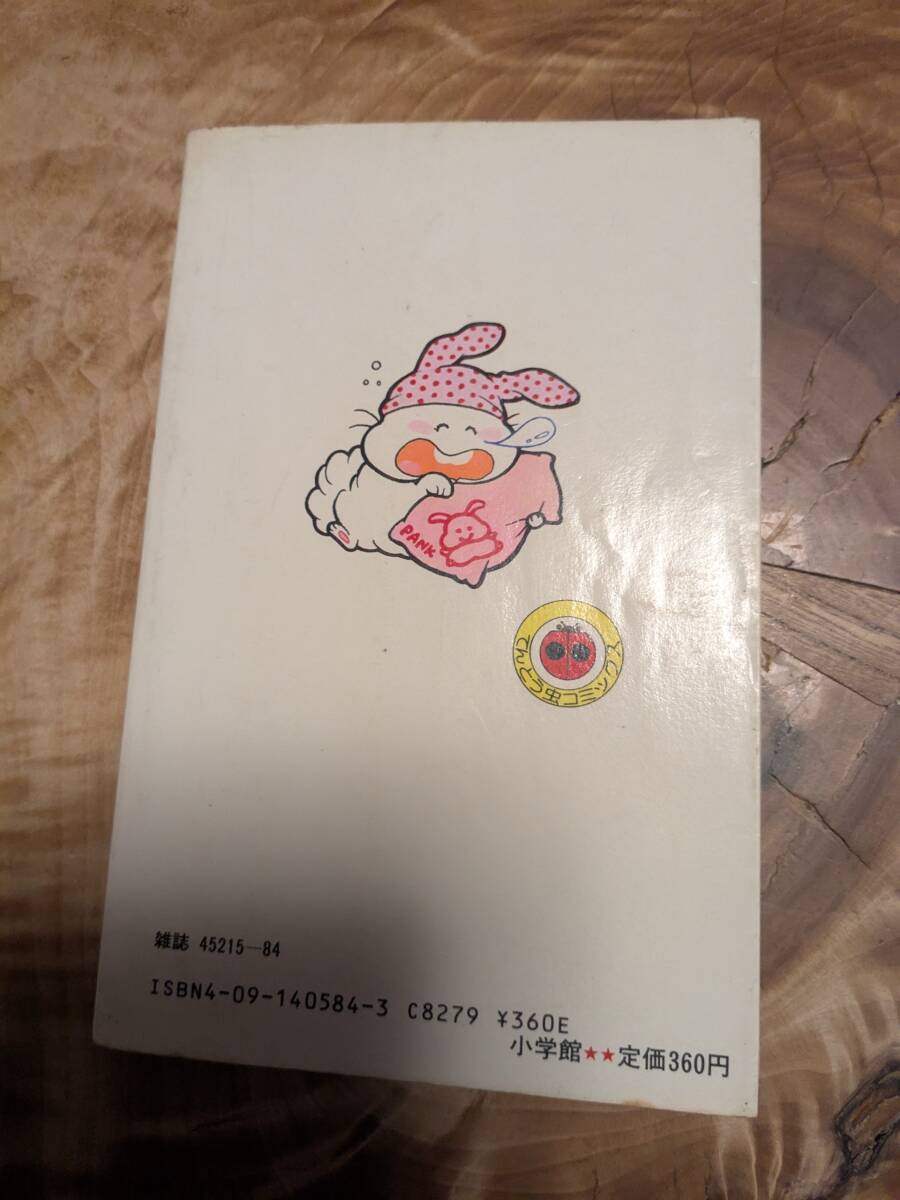 PANK
てんとう虫コミックス
雑誌 45215-84
ISBN4-09-140584-3 C8279 ¥360E
小学館★★定価360円